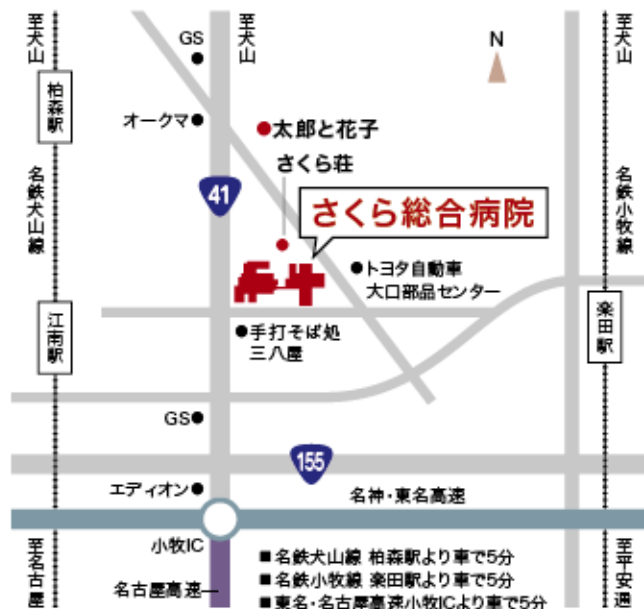 至犬山
GS
至犬山
N
至犬山
柏森駅
オークマ
太郎と花子
さくら荘
名鉄犬山線
41
さくら総合病院
名鉄小牧線
トヨタ自動車
大口部品センター
江南駅
手打そば処
三八屋
楽田駅
GS
155
エディオン
名神・東名高速
小牧IC
至名古屋
名古屋高速
至平安通
■名鉄犬山線 柏森駅より車で5分
■名鉄小牧線 楽田駅より車で5分
■東名・名古屋高速小牧ICより車で5分